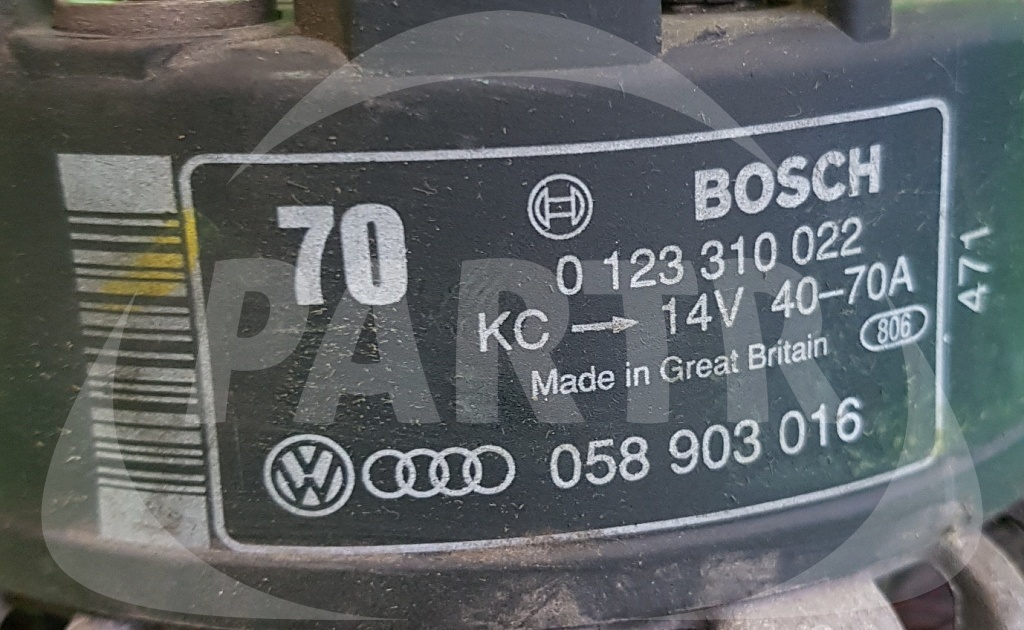 70
BOSCH
0 123 310 022
KC → 14V 40–70A
806
Made in Great Britain
VW 058 903 016
471
PARTR